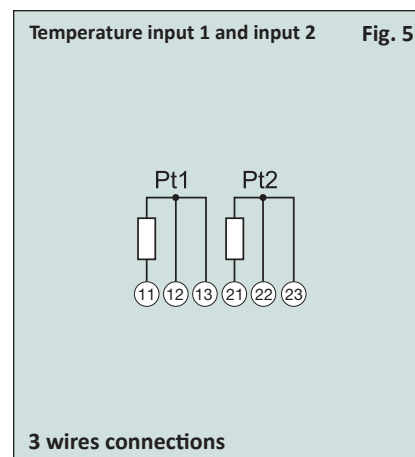 Temperature input 1 and input 2 Fig. 5
Pt1 Pt2
11 12 13 21 22 23
3 wires connections